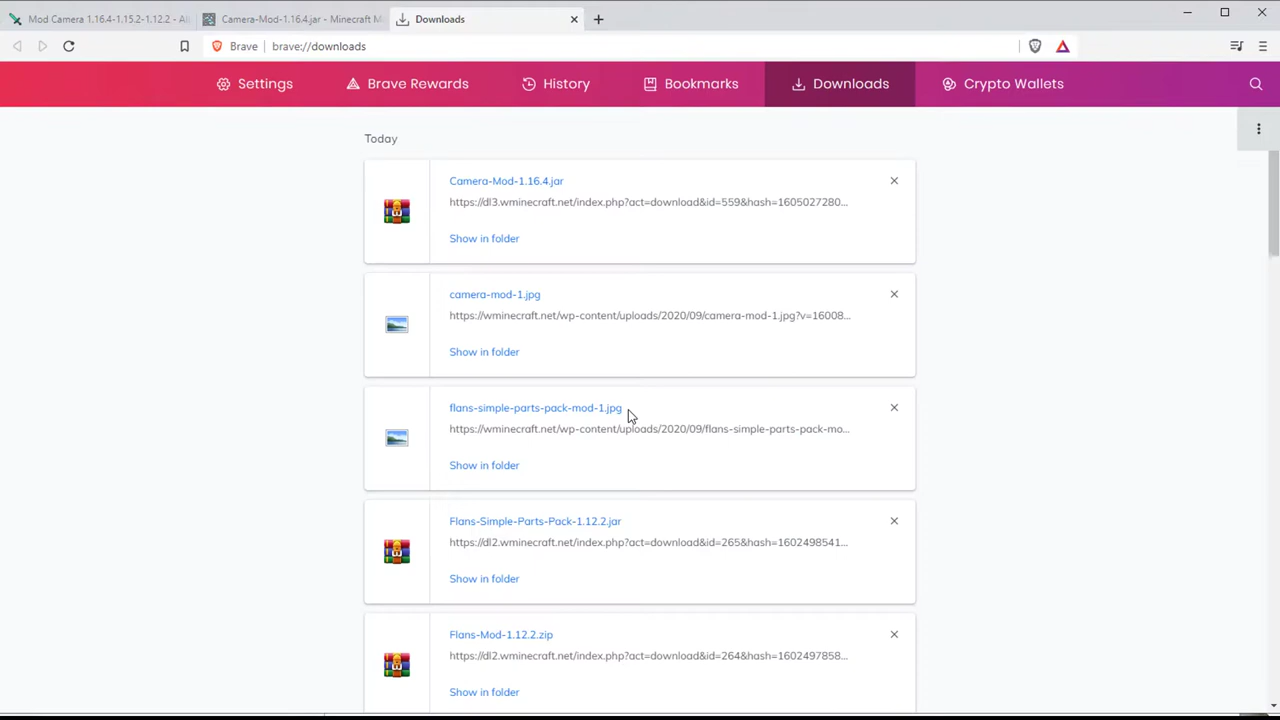 Mod Camera 1.16.4-1.15.2-1.12.2 -
Camera-Mod-1.16.4.jar - Minecraft M
Downloads
Brave
brave://downloads
Settings
Brave Rewards
History
Bookmarks
Downloads
Crypto Wallets
Today
Camera-Mod-1.16.4.jar
https://dl3.wminecraft.net/index.php?act=download&id=559&hash=1605027280...
Show in folder
camera-mod-1.jpg
https://wminecraft.net/wp-content/uploads/2020/09/camera-mod-1.jpg?v=16008...
Show in folder
flans-simple-parts-pack-mod-1.jpg
https://wminecraft.net/wp-content/uploads/2020/09/flans-simple-parts-pack-mo...
Show in folder
Flans-Simple-Parts-Pack-1.12.2.jar
https://dl2.wminecraft.net/index.php?act=download&id=265&hash=1602498541...
Show in folder
Flans-Mod-1.12.2.zip
https://dl2.wminecraft.net/index.php?act=download&id=264&hash=1602497858...
Show in folder